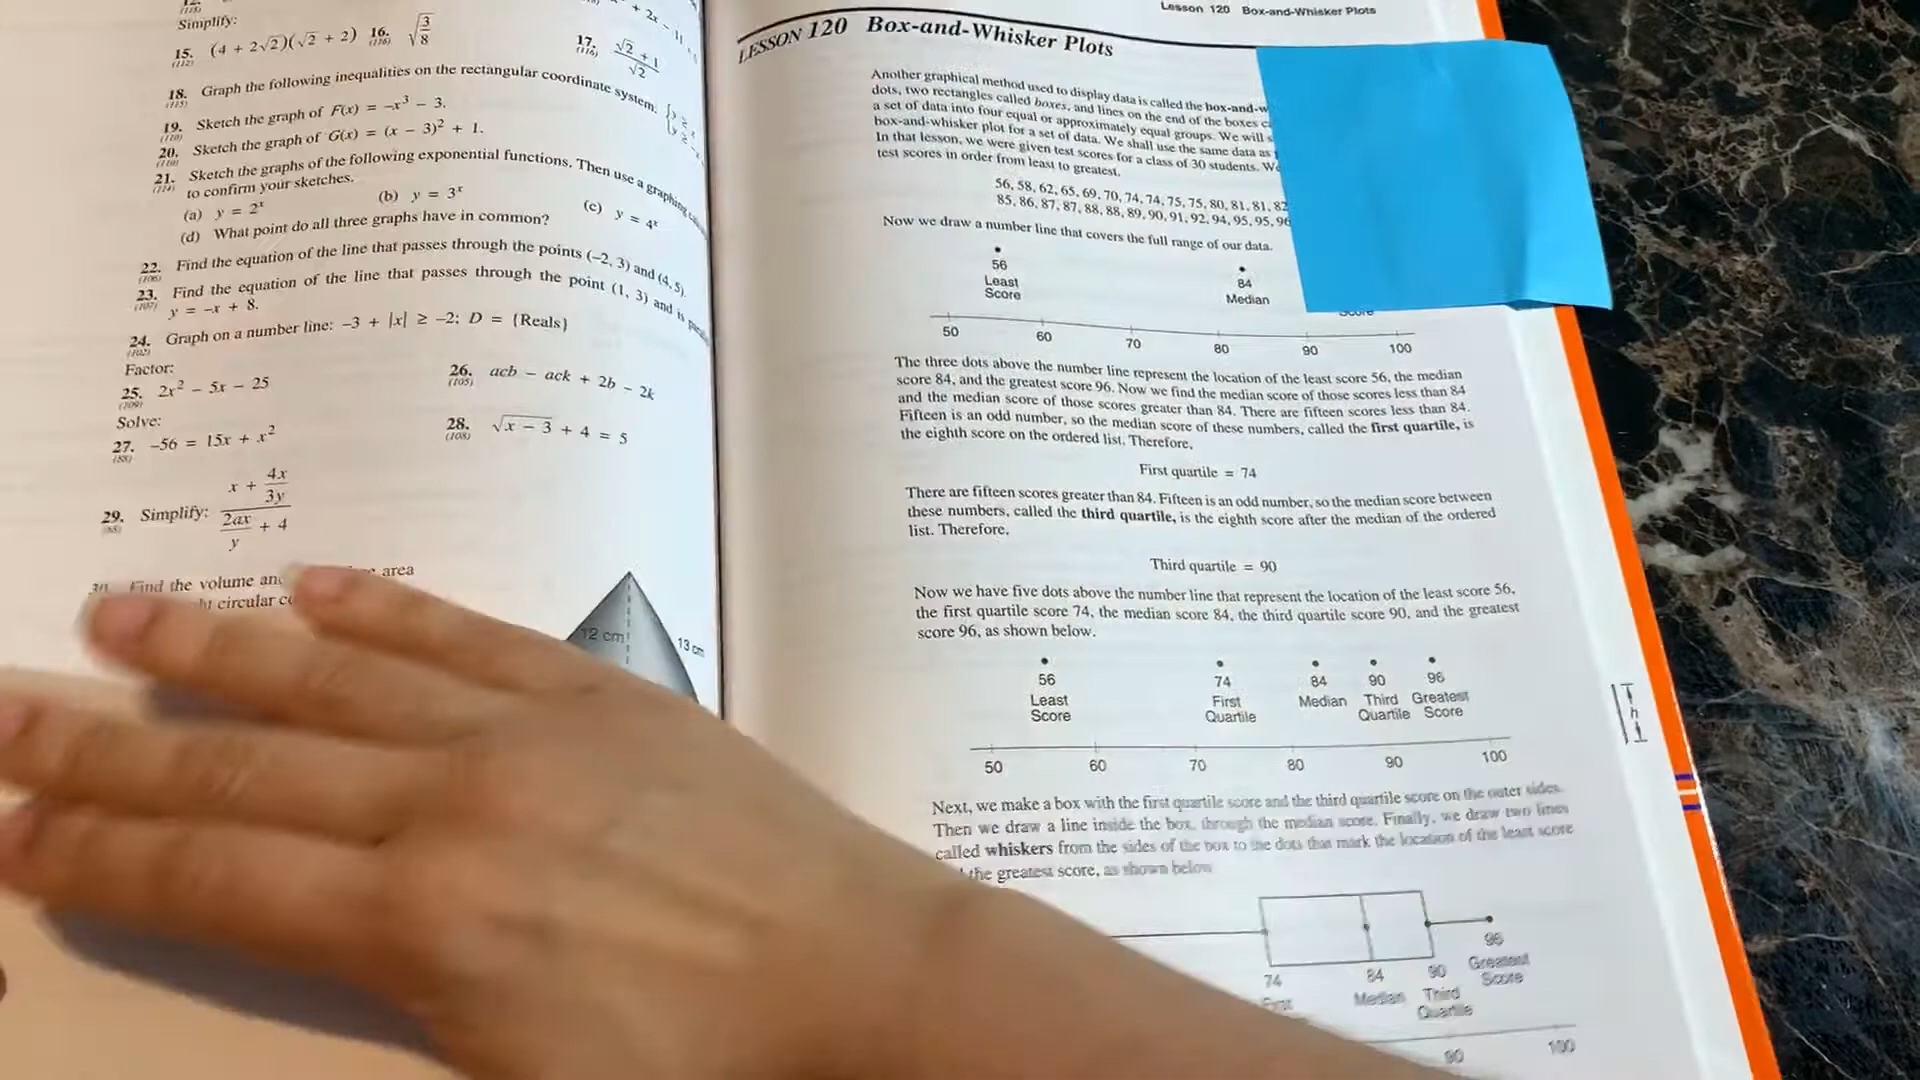 Simplify:
15. (4 + 2√2)(√2 + 2) 16. √3/8
(112) (116)
17. √2 + 1 / √2
(116)
18. Graph the following inequalities on the rectangular coordinate system.
(115)
19. Sketch the graph of F(x) = −x³ − 3.
(110)
20. Sketch the graph of G(x) = (x − 3)² + 1.
(110)
21. Sketch the graphs of the following exponential functions. Then use a graphing
(114) to confirm your sketches.
(a) y = 2ˣ (b) y = 3ˣ (c) y = 4ˣ
(d) What point do all three graphs have in common?
22. Find the equation of the line that passes through the points (−2, 3) and (4, 5).
23. Find the equation of the line that passes through the point (1, 3) and is
(107) y = −x + 8.
24. Graph on a number line: −3 + |x| ≥ −2; D = {Reals}
(102)
Factor:
25. 2x² − 5x − 25 26. acb − ack + 2b − 2k
(109) (105)
Solve:
27. −56 = 15x + x² 28. √x − 3 + 4 = 5
(88) (108)
29. Simplify: x + 4x/3y / 2ax/y + 4
Find the volume area
circular
12 cm 13 cm
Lesson 120 Box-and-Whisker Plots
LESSON 120 Box-and-Whisker Plots
Another graphical method used to display data is called the box-and-w
dots, two rectangles called boxes, and lines on the end of the boxes
a set of data into four equal or approximately equal groups. We will
box-and-whisker plot for a set of data. We shall use the same data as
In that lesson, we were given test scores for a class of 30 students. We
test scores in order from least to greatest.
56, 58, 62, 65, 69, 70, 74, 74, 75, 75, 80, 81, 81, 82
85, 86, 87, 87, 88, 88, 89, 90, 91, 92, 94, 95, 95, 96
Now we draw a number line that covers the full range of our data.
56 84
Least Median
Score Score
50 60 70 80 90 100
The three dots above the number line represent the location of the least score 56, the median
score 84, and the greatest score 96. Now we find the median score of those scores less than 84
and the median score of those scores greater than 84. There are fifteen scores less than 84.
Fifteen is an odd number, so the median score of these numbers, called the first quartile, is
the eighth score on the ordered list. Therefore,
First quartile = 74
There are fifteen scores greater than 84. Fifteen is an odd number, so the median score between
these numbers, called the third quartile, is the eighth score after the median of the ordered
list. Therefore,
Third quartile = 90
Now we have five dots above the number line that represent the location of the least score 56,
the first quartile score 74, the median score 84, the third quartile score 90, and the greatest
score 96, as shown below.
56 74 84 90 96
Least First Median Third Greatest
Score Quartile Quartile Score
50 60 70 80 90 100
Next, we make a box with the first quartile score and the third quartile score on the outer sides.
Then we draw a line inside the box, through the median score. Finally, we draw two lines
called whiskers from the sides of the box to the dots that mark the location of the least score
the greatest score, as shown below
74 84 90 96
First Median Third Greatest
Quartile Score
90 100
h